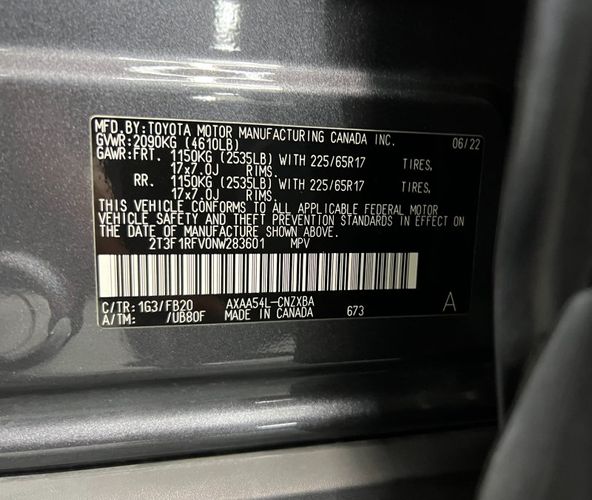 MFD.BY:TOYOTA MOTOR MANUFACTURING CANADA INC. 06/22
GVWR:2090KG (4610LB)
GAWR:FRT. 1150KG (2535LB) WITH 225/65R17 TIRES,
17x7.0J RIMS.
RR. 1150KG (2535LB) WITH 225/65R17 TIRES,
17x7.0J RIMS.
THIS VEHICLE CONFORMS TO ALL APPLICABLE FEDERAL MOTOR
VEHICLE SAFETY AND THEFT PREVENTION STANDARDS IN EFFECT ON
THE DATE OF MANUFACTURE SHOWN ABOVE.
2T3F1RFV0NW283601 MPV
C/TR:1G3/FB20 AXAA54L-CNZXBA
A/TM: /UB80F MADE IN CANADA 673 A